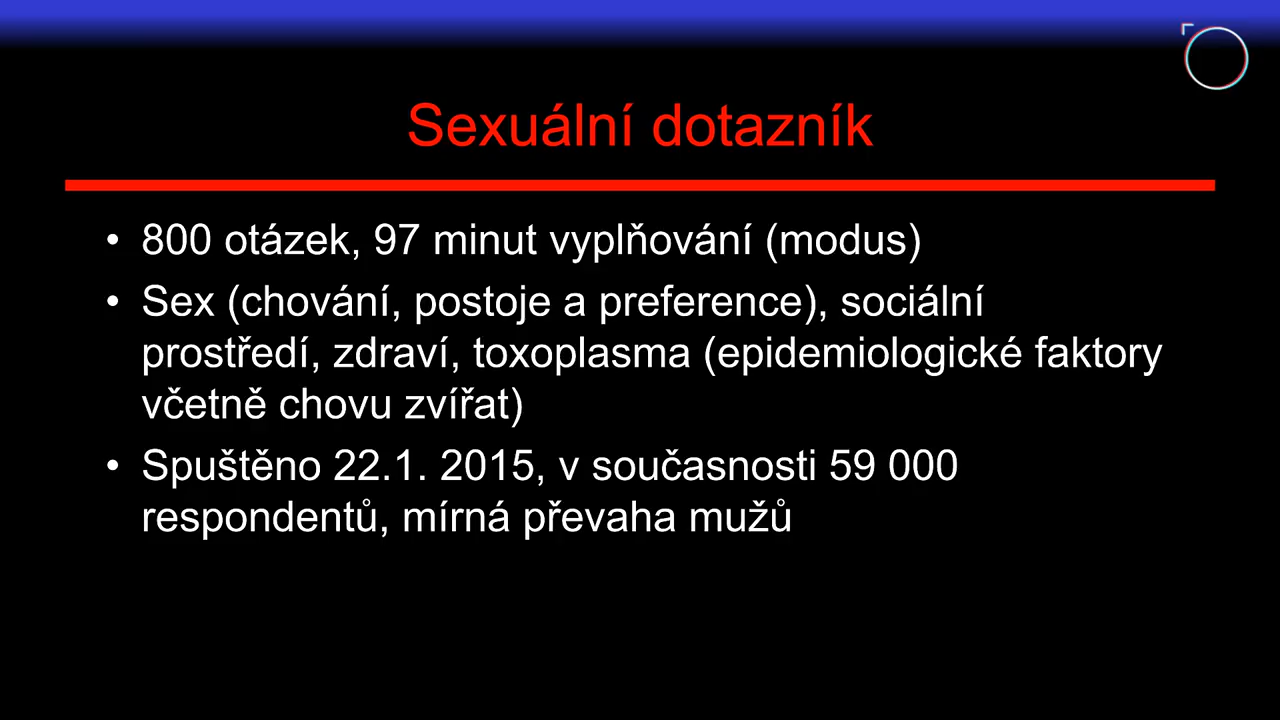 Sexuální dotazník
• 800 otázek, 97 minut vyplňování (modus)
• Sex (chování, postoje a preference), sociální
prostředí, zdraví, toxoplasma (epidemiologické faktory
včetně chovu zvířat)
• Spuštěno 22.1. 2015, v současnosti 59 000
respondentů, mírná převaha mužů